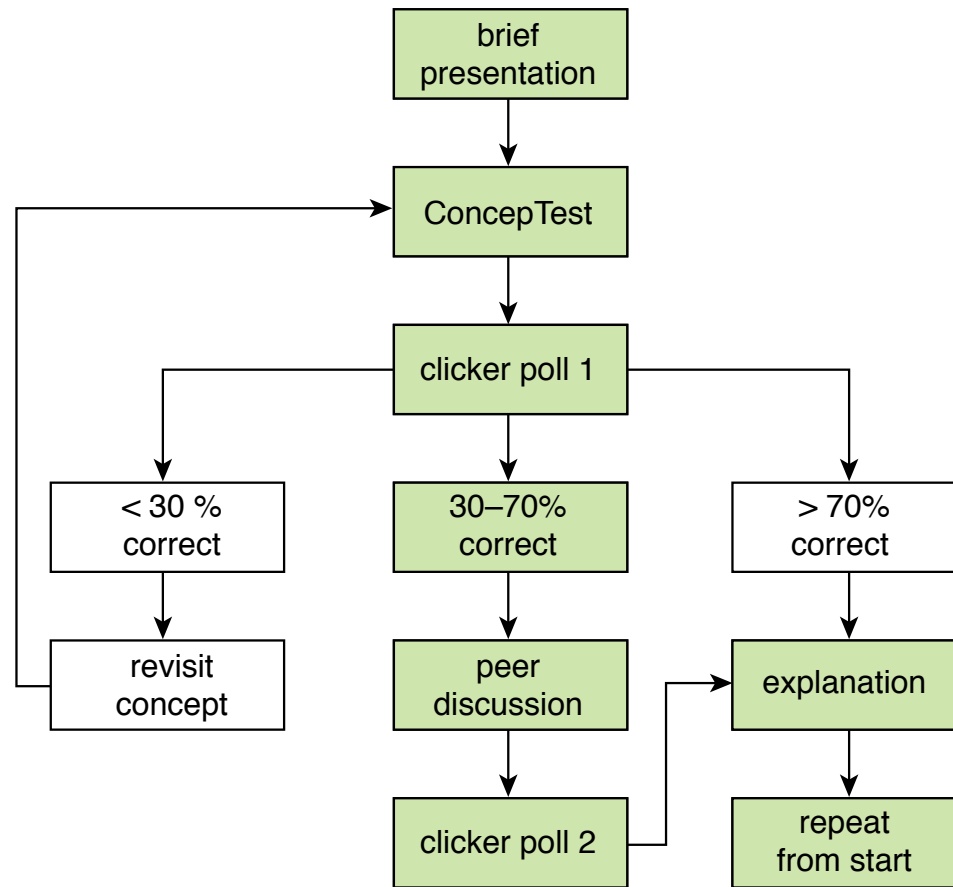 brief
presentation
ConcepTest
clicker poll 1
< 30 %
correct
30–70%
correct
> 70%
correct
revisit
concept
peer
discussion
explanation
clicker poll 2
repeat
from start